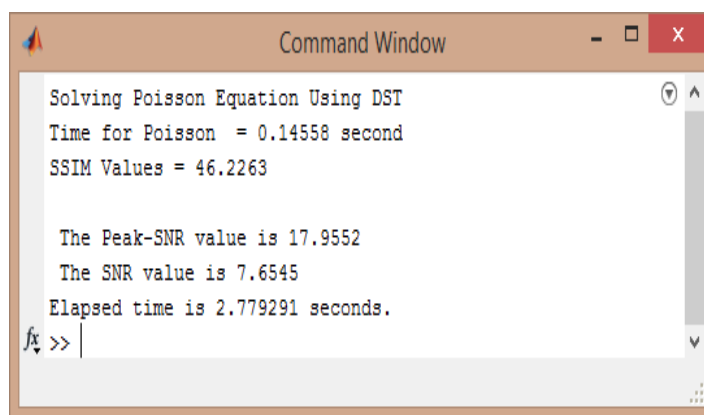 Command Window
Solving Poisson Equation Using DST
Time for Poisson  = 0.14558 second
SSIM Values = 46.2263
The Peak-SNR value is 17.9552
The SNR value is 7.6545
Elapsed time is 2.779291 seconds.
fx >>